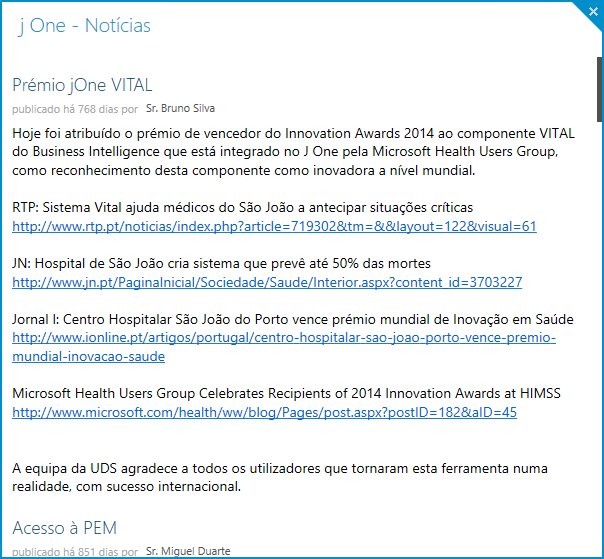 j One - Notícias
Prémio jOne VITAL
publicado há 768 dias por Sr. Bruno Silva
Hoje foi atribuído o prémio de vencedor do Innovation Awards 2014 ao componente VITAL
do Business Intelligence que está integrado no J One pela Microsoft Health Users Group,
como reconhecimento desta componente como inovadora a nível mundial.
RTP: Sistema Vital ajuda médicos do São João a antecipar situações críticas
http://www.rtp.pt/noticias/index.php?article=719302&tm=&&layout=122&visual=61
JN: Hospital de São João cria sistema que prevê até 50% das mortes
http://www.jn.pt/PaginaInicial/Sociedade/Saude/Interior.aspx?content_id=3703227
Jornal I: Centro Hospitalar São João do Porto vence prémio mundial de Inovação em Saúde
http://www.ionline.pt/artigos/portugal/centro-hospitalar-sao-joao-porto-vence-premio-
mundial-inovacao-saude
Microsoft Health Users Group Celebrates Recipients of 2014 Innovation Awards at HIMSS
http://www.microsoft.com/health/ww/blog/Pages/post.aspx?postID=182&aID=45
A equipa da UDS agradece a todos os utilizadores que tornaram esta ferramenta numa
realidade, com sucesso internacional.
Acesso à PEM
publicado há 851 dias por Sr. Miguel Duarte